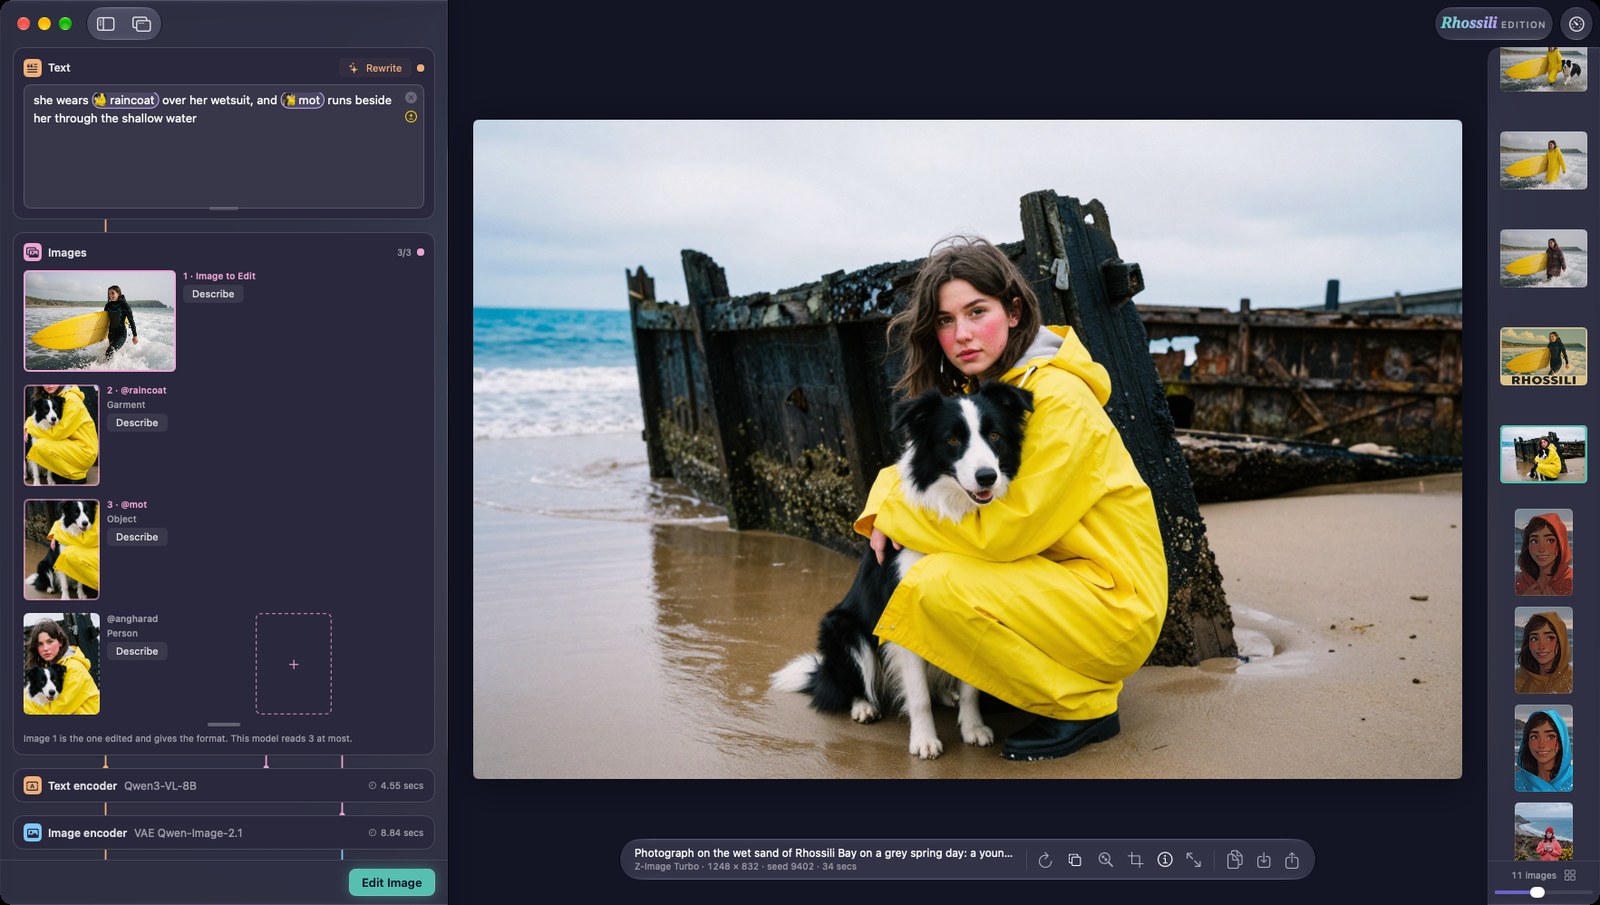 Rhossili EDITION
Text
Rewrite
she wears raincoat over her wetsuit, and mot runs beside
her through the shallow water
Images
3/3
1 · Image to Edit
Describe
2 · @raincoat
Garment
Describe
3 · @mot
Object
Describe
@angharad
Person
Describe
+
Image 1 is the one edited and gives the format. This model reads 3 at most.
Text encoder Qwen3-VL-8B
4.55 secs
Image encoder VAE Qwen-Image-2.1
8.84 secs
Edit Image
Photograph on the wet sand of Rhossili Bay on a grey spring day: a youn...
Z-Image Turbo · 1248 × 832 · seed 9402 · 34 secs
RHOSSILI
11 images